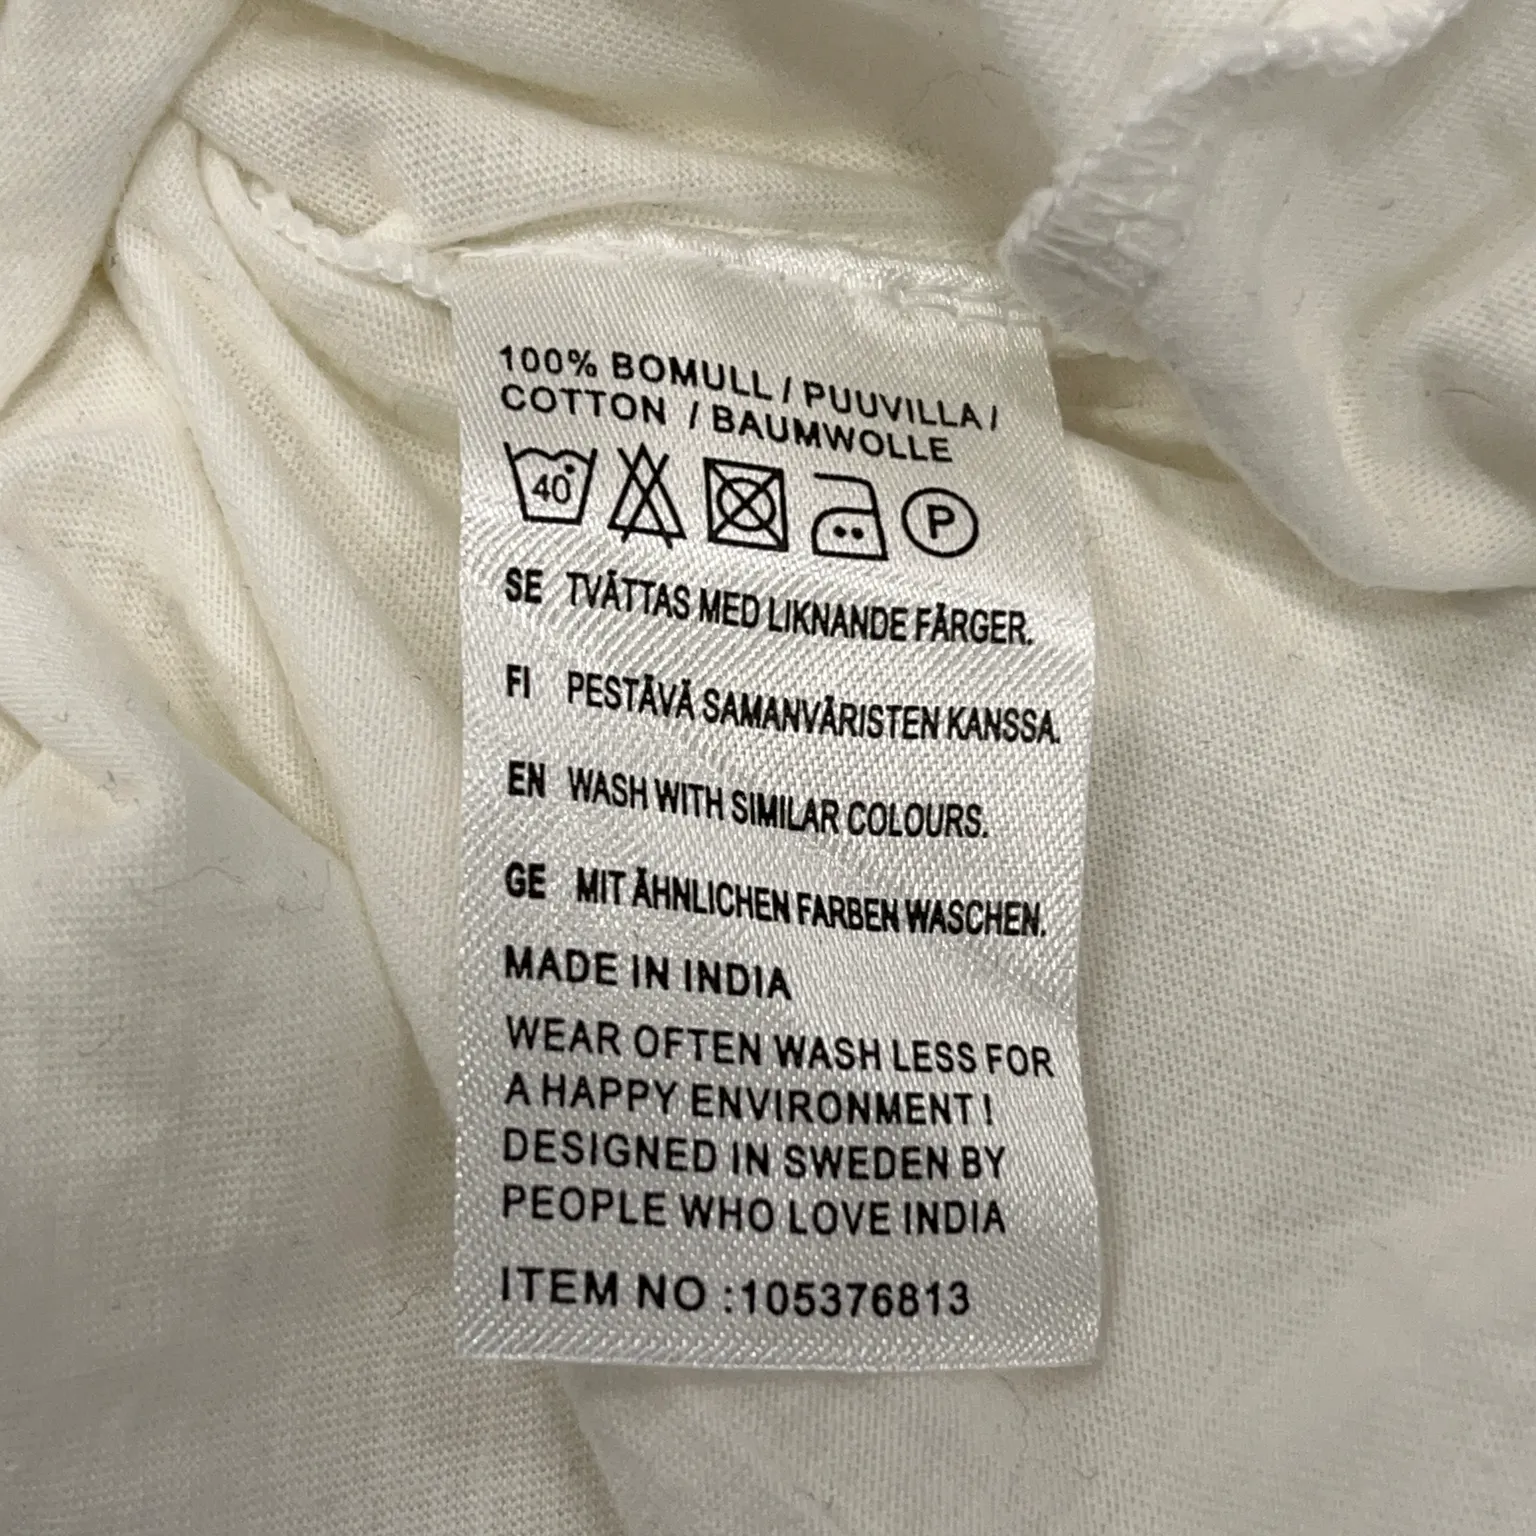 100% BOMULL / PUUVILLA /
COTTON / BAUMWOLLE
40
P
SE TVÄTTAS MED LIKNANDE FÄRGER.
FI PESTÄVÄ SAMANVÄRISTEN KANSSA.
EN WASH WITH SIMILAR COLOURS.
GE MIT ÄHNLICHEN FARBEN WASCHEN.
MADE IN INDIA
WEAR OFTEN WASH LESS FOR
A HAPPY ENVIRONMENT !
DESIGNED IN SWEDEN BY
PEOPLE WHO LOVE INDIA
ITEM NO :105376813